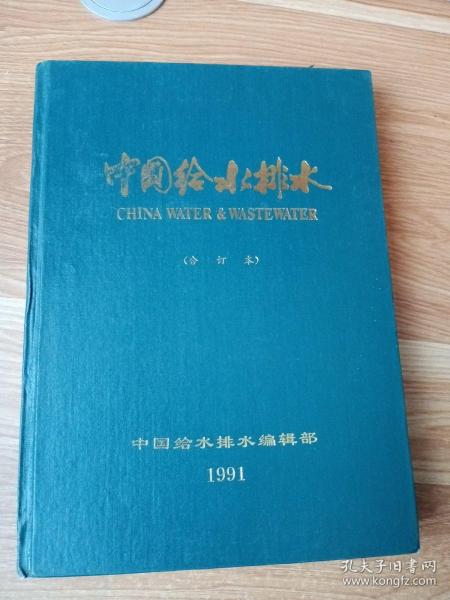 中国给水排水
CHINA WATER & WASTEWATER
(合订本)
中国给水排水编辑部
1991
孔夫子旧书网
www.kongfz.com